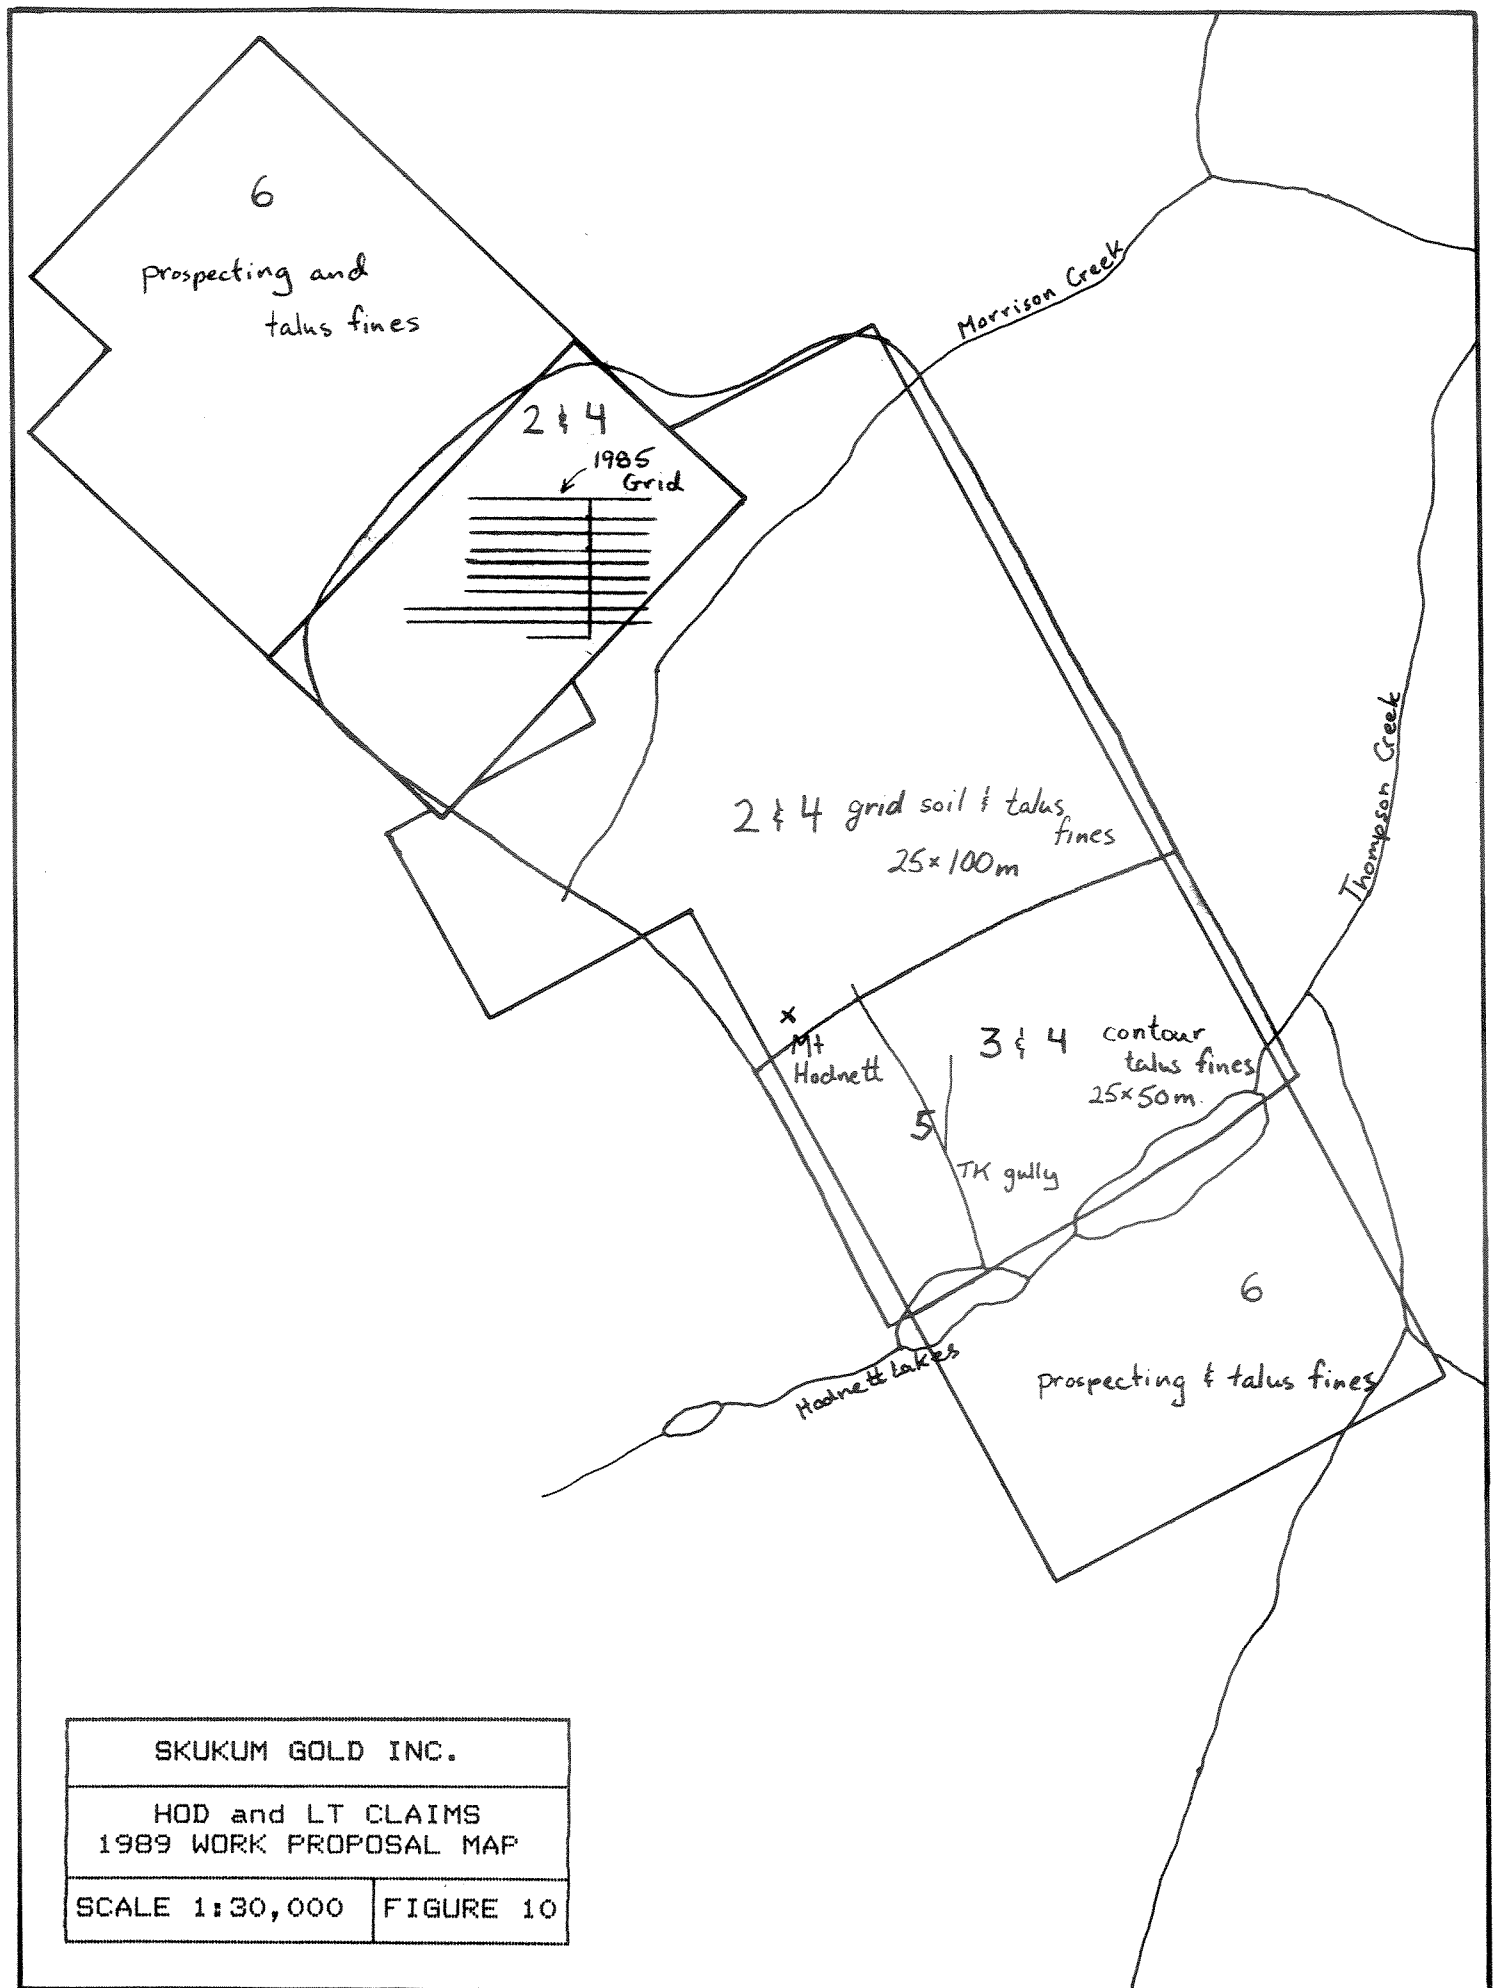 6
prospecting and
talus fines
Morrison Creek
2 & 4
1985
Grid
Thompson Creek
2 & 4 grid soil & talus
fines
25 x 100m
x
Mt
Hodnett
3 & 4 contour
talus fines
25 x 50m.
5
TK gully
6
prospecting & talus fines
Hodnett Lakes
SKUKUM GOLD INC.
HOD and LT CLAIMS
1989 WORK PROPOSAL MAP
SCALE 1:30,000
FIGURE 10